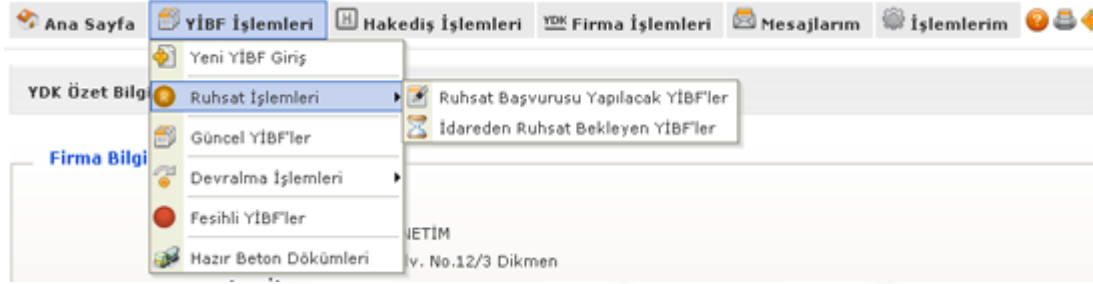 Ana Sayfa YİBF İşlemleri H Hakediş İşlemleri YDK Firma İşlemleri Mesajlarım İşlemlerim ?
Yeni YİBF Giriş
YDK Özet Bilgi
R Ruhsat İşlemleri
Ruhsat Başvurusu Yapılacak YİBF'ler
İdareden Ruhsat Bekleyen YİBF'ler
Güncel YİBF'ler
Firma Bilgi
Devralma İşlemleri
Fesihli YİBF'ler
NETİM
Hazır Beton Dökümleri
lv. No.12/3 Dikmen